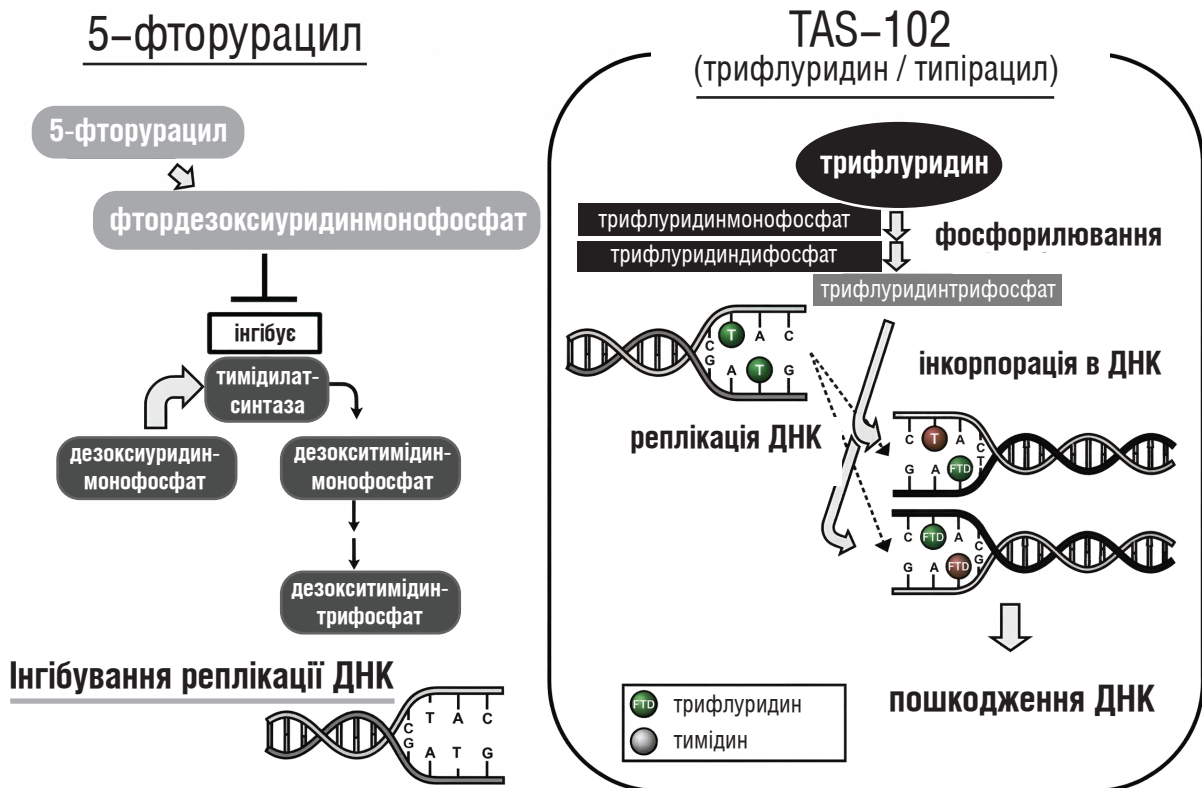 5–фторурацил
5-фторурацил
фтордезоксиуридинмонофосфат
інгібує
тимідилат-
синтаза
дезоксиуридин-
монофосфат
дезокситимідин-
монофосфат
дезокситимідин-
трифосфат
Інгібування реплікації ДНК
C
G
T A C
A T G
TAS–102
(трифлуридин / типірацил)
трифлуридин
трифлуридинмонофосфат
трифлуридиндифосфат
фосфорилювання
трифлуридинтрифосфат
C
G
T A C
A T G
реплікація ДНК
інкорпорація в ДНК
C T A C
G A FTD T
C FTD A C
G A FTD G
пошкодження ДНК
FTD трифлуридин
тимідин